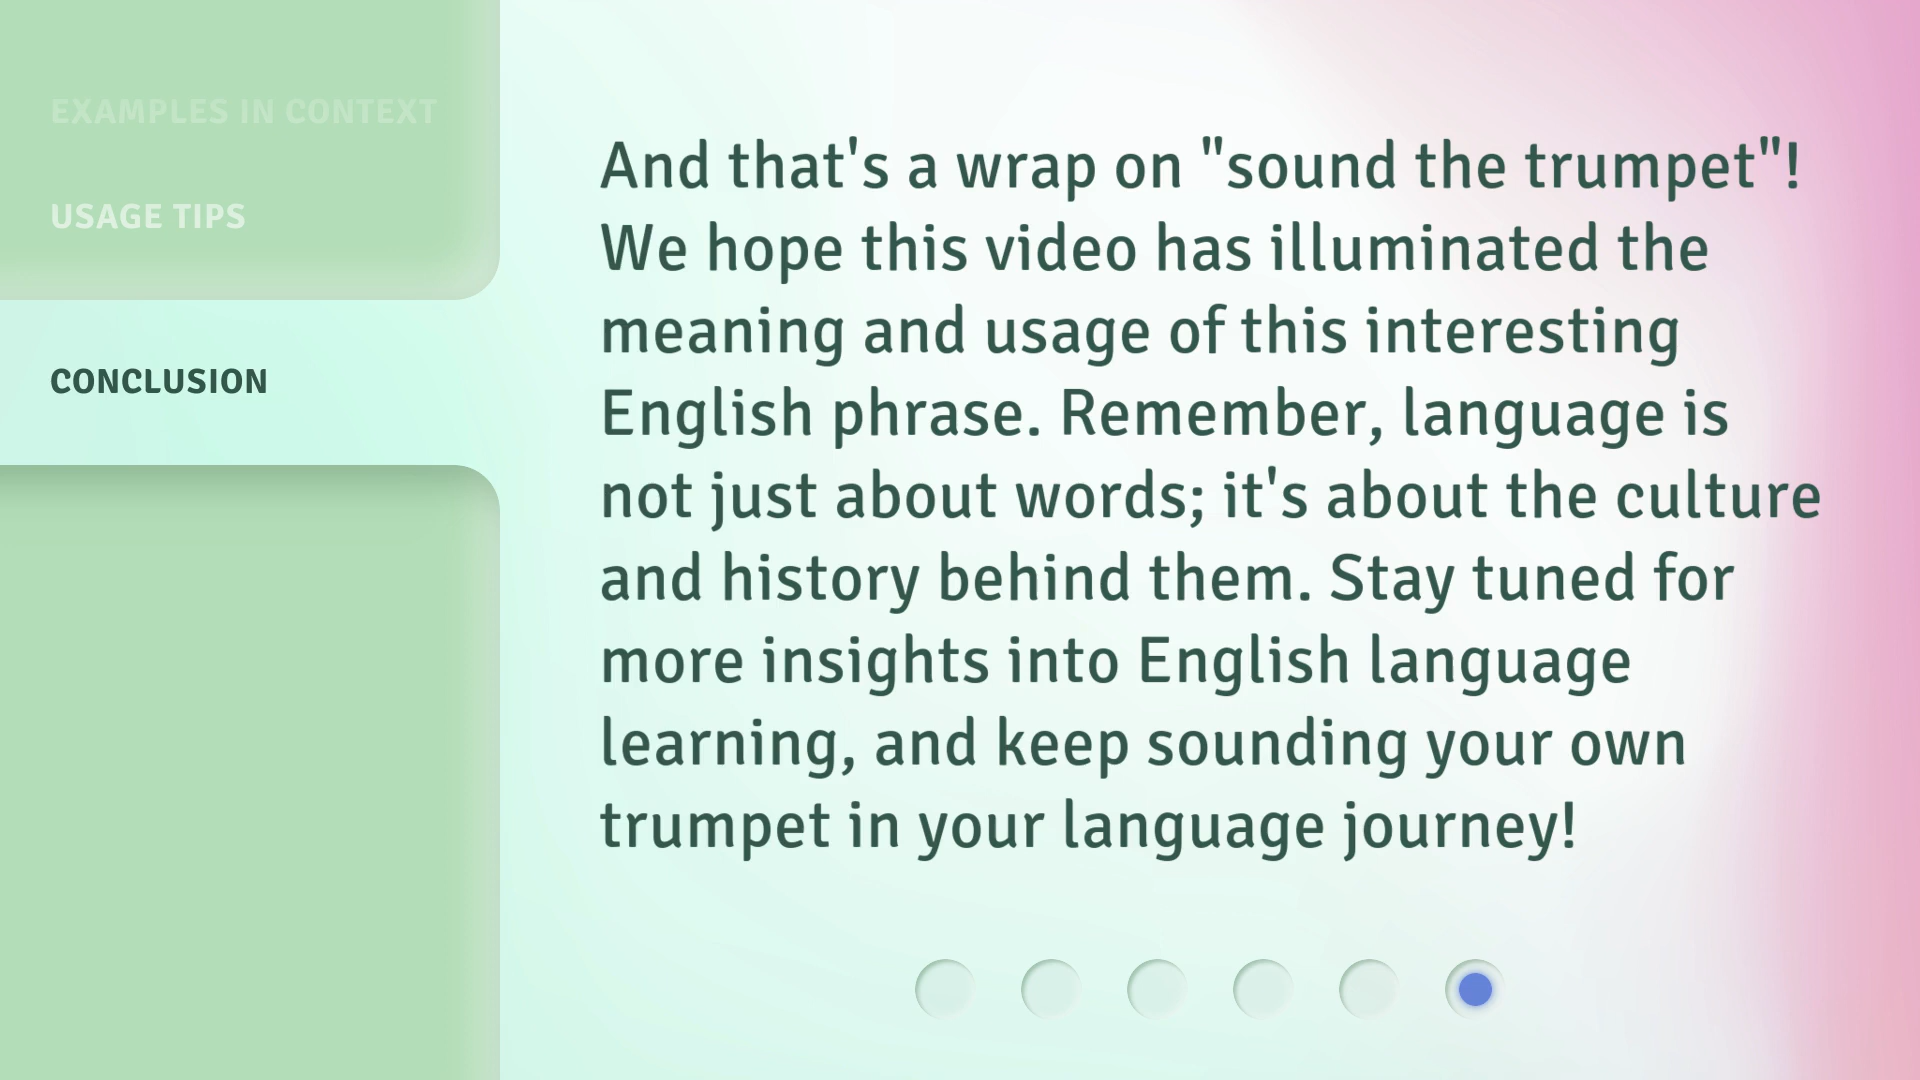 EXAMPLES IN CONTEXT
USAGE TIPS
CONCLUSION
And that's a wrap on "sound the trumpet"!
We hope this video has illuminated the
meaning and usage of this interesting
English phrase. Remember, language is
not just about words; it's about the culture
and history behind them. Stay tuned for
more insights into English language
learning, and keep sounding your own
trumpet in your language journey!